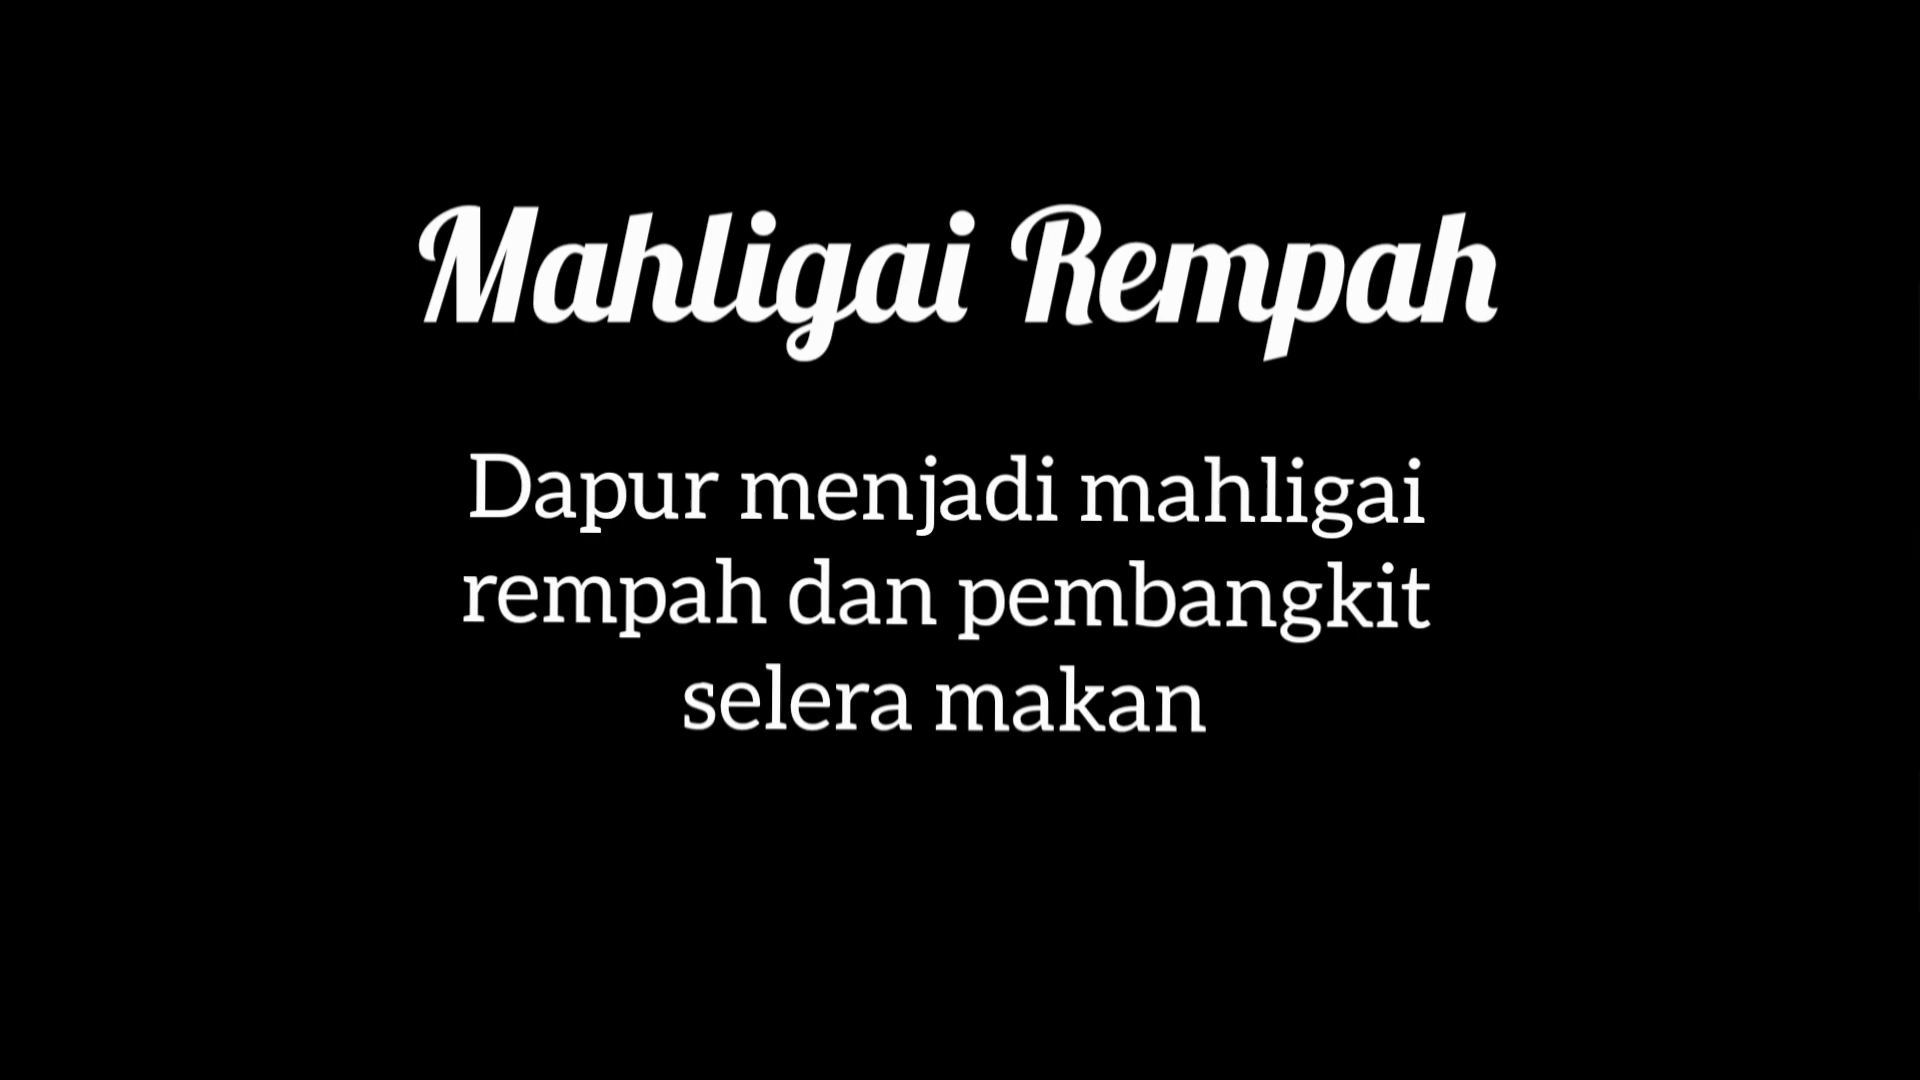 Mahligai Rempah
Dapur menjadi mahligai
rempah dan pembangkit
selera makan